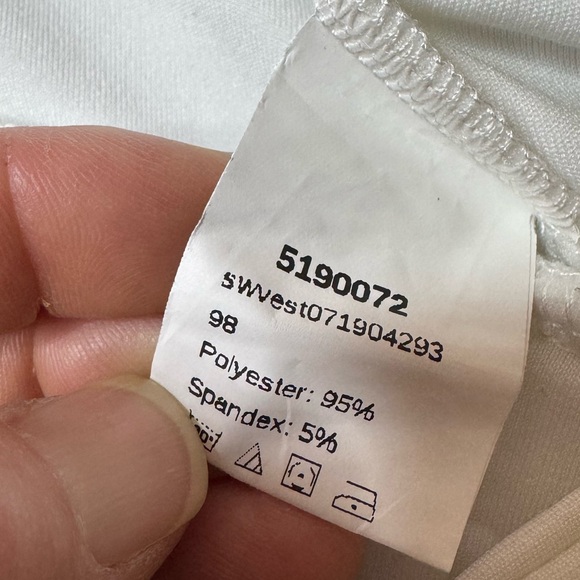 5190072
SWVest071904293
98
Polyester: 95%
Spandex: 5%